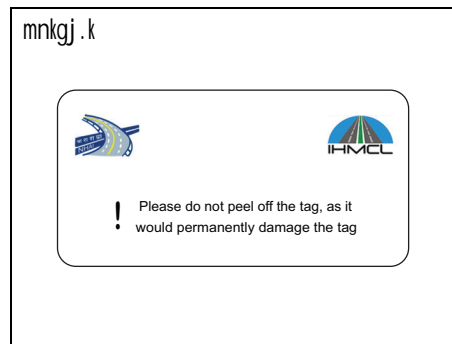 mnkgj.k
IHMCL
! Please do not peel off the tag, as it
would permanently damage the tag